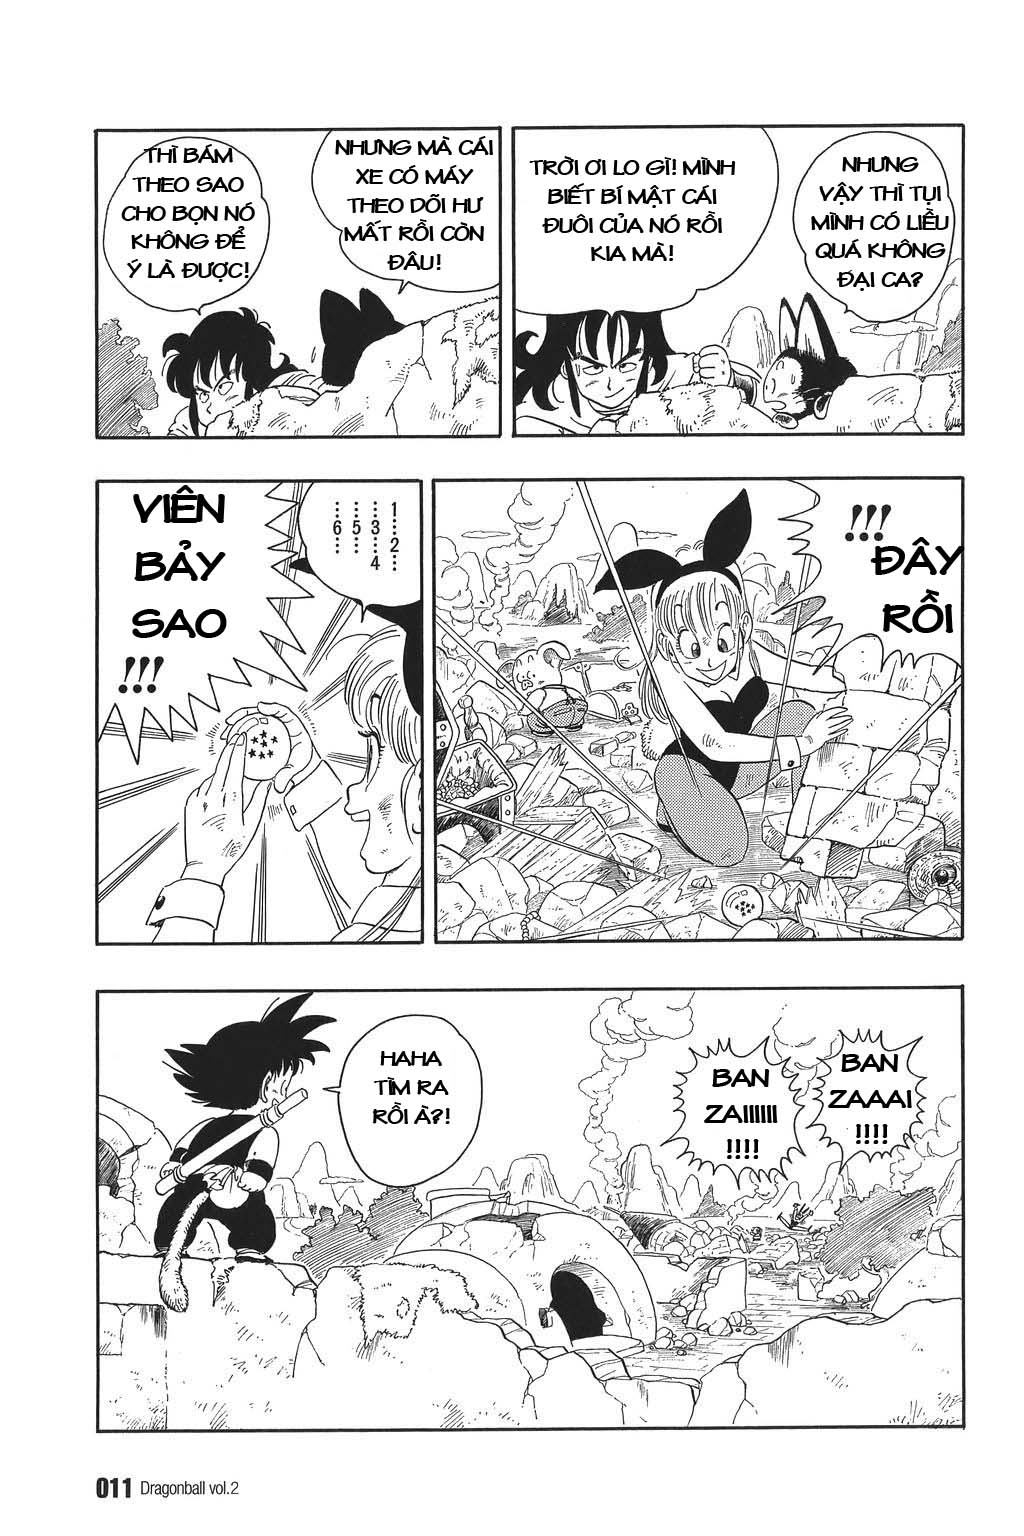 NHƯNG
VẬY THÌ TỤI
MÌNH CÓ LIỀU
QUÁ KHÔNG
ĐẠI CA?
TRỜI ƠI LO GÌ! MÌNH
BIẾT BÍ MẬT CÁI
ĐUÔI CỦA NÓ RỒI
KIA MÀ!
NHƯNG MÀ CÁI
XE CÓ MÁY
THEO DÕI HƯ
MẤT RỒI CÒN
ĐÂU!
THÌ BÁM
THEO SAO
CHO BỌN NÓ
KHÔNG ĐỂ
Ý LÀ ĐƯỢC!
ĐÂY
RỒI
!!!
1…2…
…3…4
…5…
…6…
VIÊN
BẢY
SAO
!!!
BAN
ZAAAI
!!!!
BAN
ZAIIIIII
!!!!
HAHA
TÌM RA
RỒI À?!
011 Dragonball vol.2